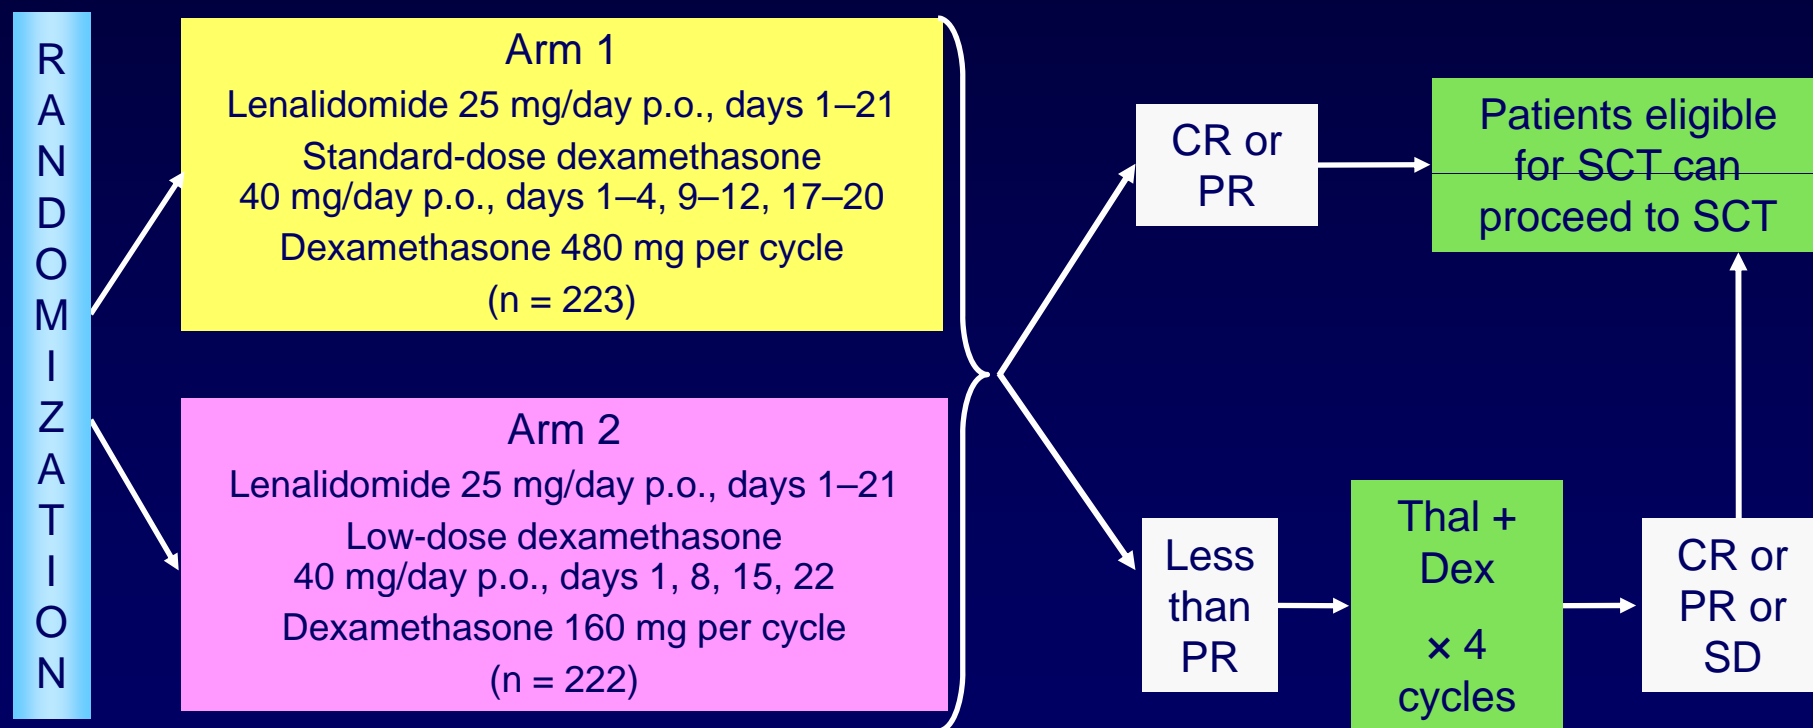 R
A
N
D
O
M
I
Z
A
T
I
O
N
Arm 1
Lenalidomide 25 mg/day p.o., days 1–21
Standard-dose dexamethasone
40 mg/day p.o., days 1–4, 9–12, 17–20
Dexamethasone 480 mg per cycle
(n = 223)
Arm 2
Lenalidomide 25 mg/day p.o., days 1–21
Low-dose dexamethasone
40 mg/day p.o., days 1, 8, 15, 22
Dexamethasone 160 mg per cycle
(n = 222)
CR or
PR
Patients eligible
for SCT can
proceed to SCT
Less
than
PR
Thal +
Dex
× 4
cycles
CR or
PR or
SD